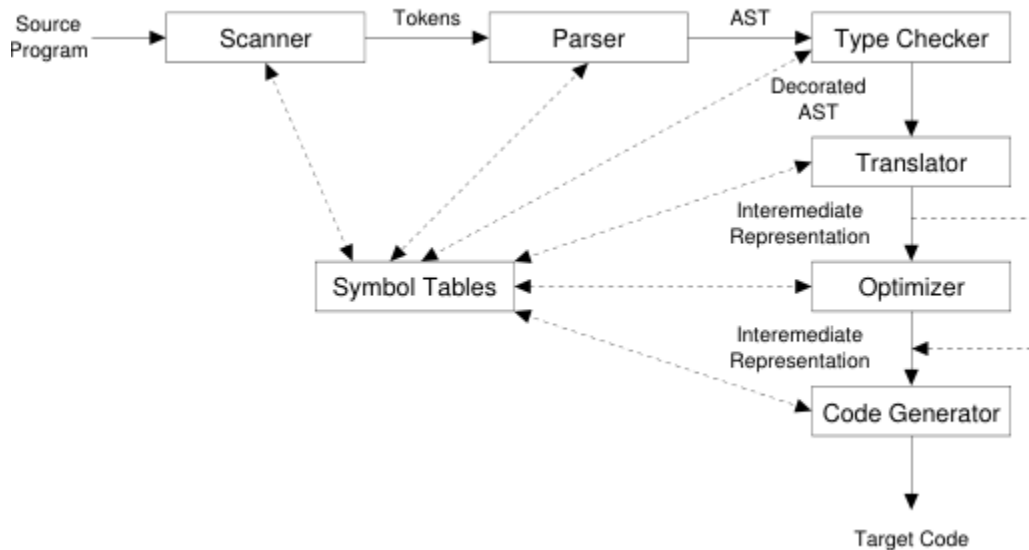 Source
Program
Scanner
Tokens
Parser
AST
Type Checker
Decorated
AST
Translator
Interemediate
Representation
Symbol Tables
Optimizer
Interemediate
Representation
Code Generator
Target Code